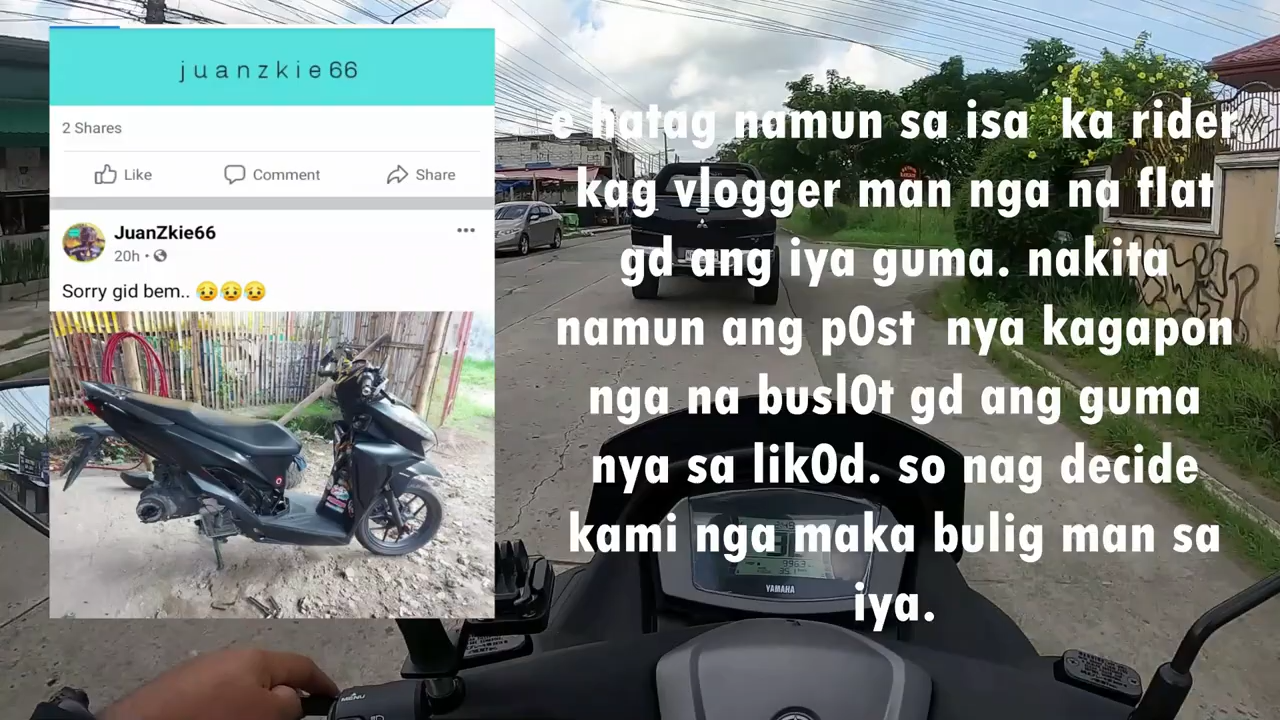 juanzkie66
2 Shares
Like Comment Share
JuanZkie66
20h
Sorry gid bem.. 😥😥😥
e hatag namun sa isa ka rider
kag vlogger man nga na flat
gd ang iya guma. nakita
namun ang p0st nya kagapon
nga na busl0t gd ang guma
nya sa lik0d. so nag decide
kami nga maka bulig man sa
iya.
YAMAHA
MENU